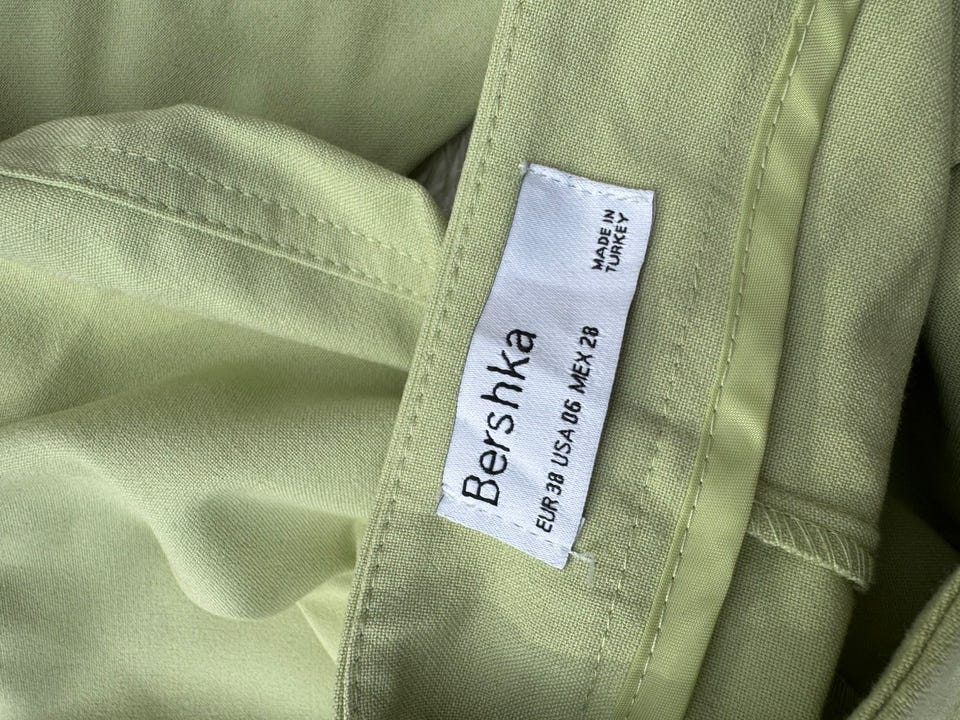 Bershka
EUR 38 USA 06 MEX 28
MADE IN
TURKEY